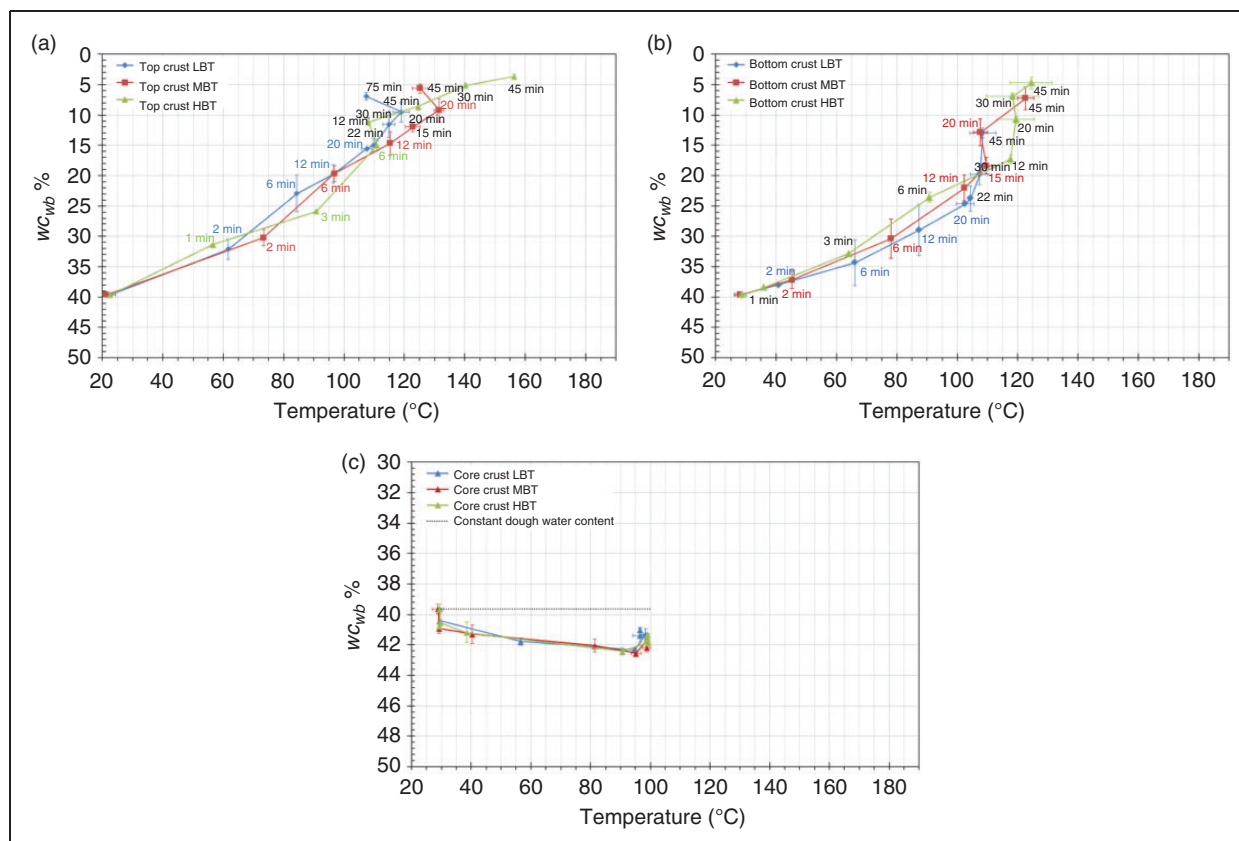 (a)
0
5
10
15
20
25
30
35
40
45
50
wc_wb %
Top crust LBT
Top crust MBT
Top crust HBT
75 min
45 min
45 min
30 min
45 min
20 min
12 min
30 min
20 min
22 min
15 min
20 min
12 min
6 min
12 min
6 min
6 min
3 min
1 min
2 min
2 min
20 40 60 80 100 120 140 160 180
Temperature (°C)
(b)
0
5
10
15
20
25
30
35
40
45
50
wc_wb %
Bottom crust LBT
Bottom crust MBT
Bottom crust HBT
45 min
30 min
45 min
20 min
20 min
45 min
30 min
12 min
15 min
12 min
6 min
22 min
20 min
3 min
12 min
6 min
2 min
6 min
1 min
2 min
20 40 60 80 100 120 140 160 180
Temperature (°C)
(c)
30
32
34
36
38
40
42
44
46
48
50
wc_wb %
Core crust LBT
Core crust MBT
Core crust HBT
Constant dough water content
20 40 60 80 100 120 140 160 180
Temperature (°C)